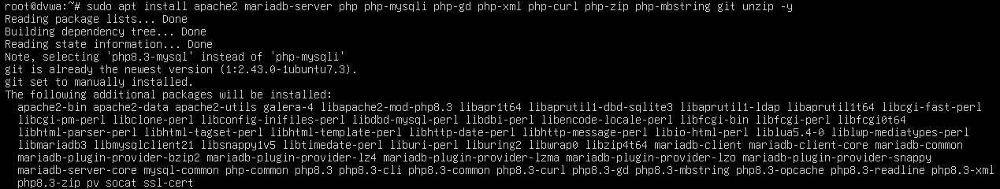 root@dvwa:~# sudo apt install apache2 mariadb-server php php-mysqli php-gd php-xml php-curl php-zip php-mbstring git unzip -y
Reading package lists... Done
Building dependency tree... Done
Reading state information... Done
Note, selecting 'php8.3-mysql' instead of 'php-mysqli'
git is already the newest version (1:2.43.0-1ubuntu7.3).
git set to manually installed.
The following additional packages will be installed:
  apache2-bin apache2-data apache2-utils galera-4 libapache2-mod-php8.3 libapr1t64 libaprutil1-dbd-sqlite3 libaprutil1-ldap libaprutil1t64 libcgi-fast-perl
  libcgi-pm-perl libclone-perl libconfig-inifiles-perl libdbd-mysql-perl libdbi-perl libencode-locale-perl libfcgi-bin libfcgi-perl libfcgi0t64
  libhtml-parser-perl libhtml-tagset-perl libhtml-template-perl libhttp-date-perl libhttp-message-perl libio-html-perl liblua5.4-0 liblwp-mediatypes-perl
  libmariadb3 libmysqlclient21 libsnappy1v5 libtimedate-perl liburi-perl liburing2 libwrap0 libzip4t64 mariadb-client mariadb-client-core mariadb-common
  mariadb-plugin-provider-bzip2 mariadb-plugin-provider-lz4 mariadb-plugin-provider-lzma mariadb-plugin-provider-lzo mariadb-plugin-provider-snappy
  mariadb-server-core mysql-common php-common php8.3 php8.3-cli php8.3-common php8.3-curl php8.3-gd php8.3-mbstring php8.3-opcache php8.3-readline php8.3-xml
  php8.3-zip pv socat ssl-cert